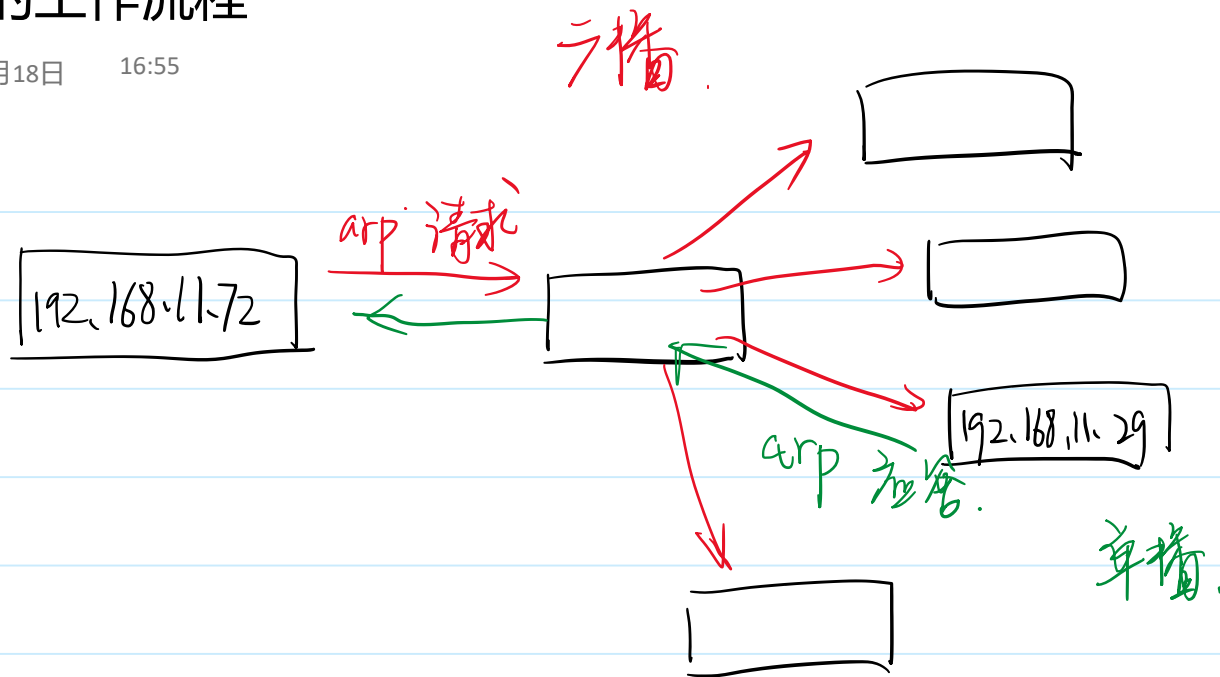 的工作流程
月18日 16:55
广播.
arp 请求
192.168.11.72
192.168.11.29
arp 应答.
单播.